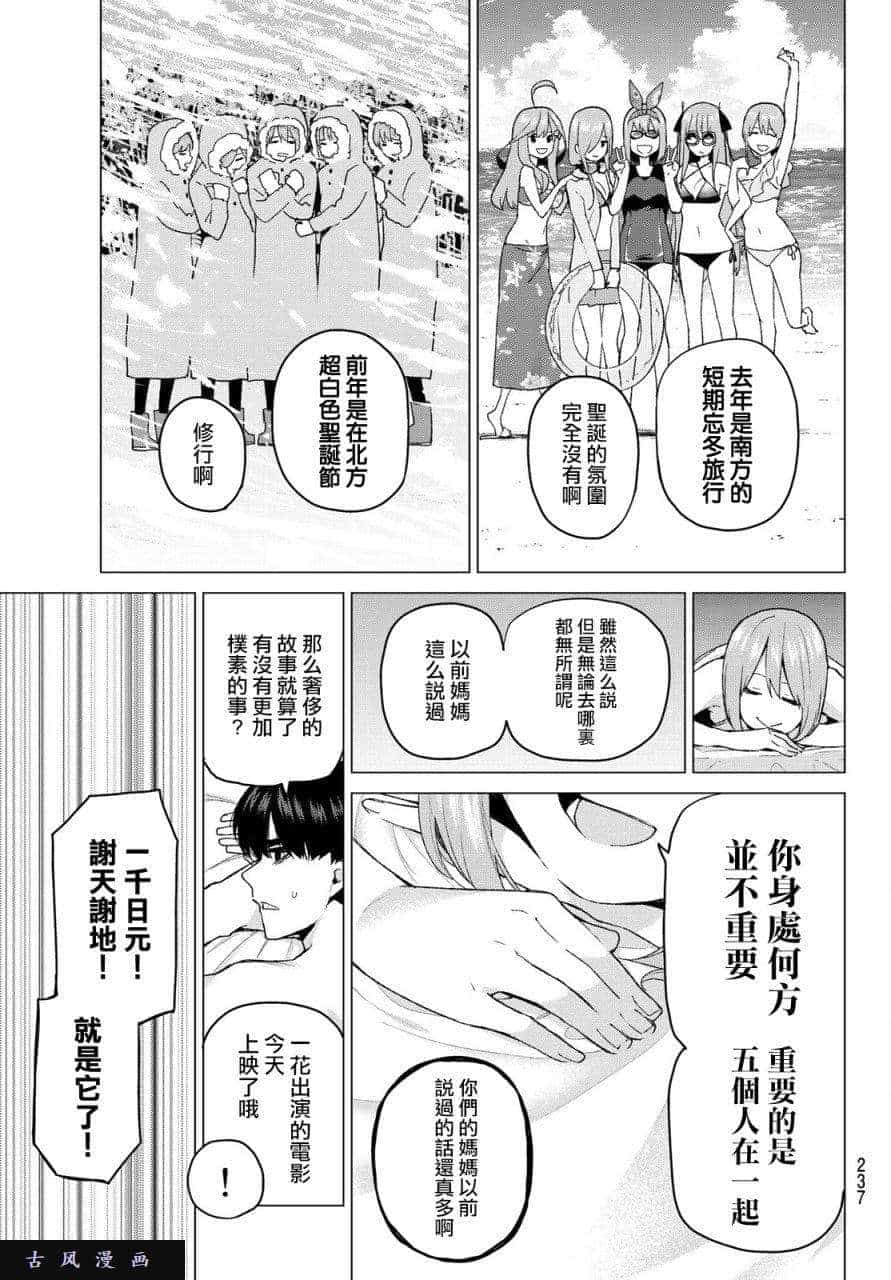 去年是南方的
短期忘冬旅行
聖誕的氛圍
完全沒有啊
前年是在北方
超白色聖誕節
修行啊
雖然這么說
但是無論去哪裏
都無所謂呢
以前媽媽
這么說過
那么奢侈的
故事就算了
有沒有更加
樸素的事？
你身處何方
並不重要
重要的是
五個人在一起
你們的媽媽以前
說過的話還真
多啊
一花出演的電影
今天
上映了哦
！
一千日元！
謝天謝地！
就是它了！
237
古风漫画